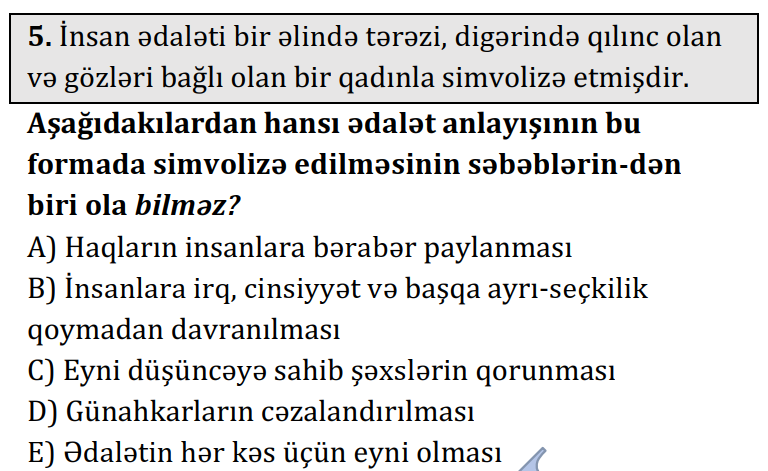 5. İnsan ədaləti bir əlində tərəzi, digərində qılınc olan
və gözləri bağlı olan bir qadınla simvolizə etmişdir.
Aşağıdakılardan hansı ədalət anlayışının bu
formada simvolizə edilməsinin səbəblərin-dən
biri ola bilməz?
A) Haqların insanlara bərabər paylanması
B) İnsanlara irq, cinsiyyət və başqa ayrı-seçkilik
qoymadan davranılması
C) Eyni düşüncəyə sahib şəxslərin qorunması
D) Günahkarların cəzalandırılması
E) Ədalətin hər kəs üçün eyni olması